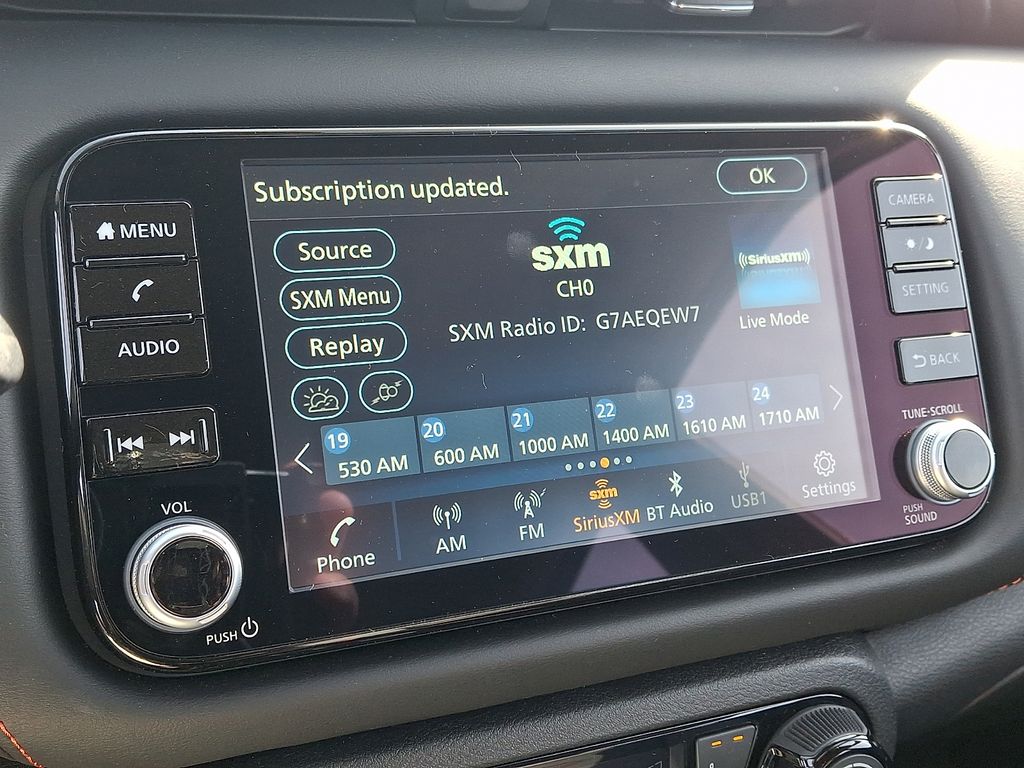 Subscription updated.
OK
MENU
AUDIO
VOL
PUSH
Source
SXM Menu
Replay
sxm
CH0
SXM Radio ID: G7AEQEW7
((SiriusXM))
Live Mode
19
530 AM
20
600 AM
21
1000 AM
22
1400 AM
23
1610 AM
24
1710 AM
Phone
AM
FM
sxm
SiriusXM
BT Audio
USB1
Settings
CAMERA
SETTING
BACK
TUNE·SCROLL
PUSH
SOUND